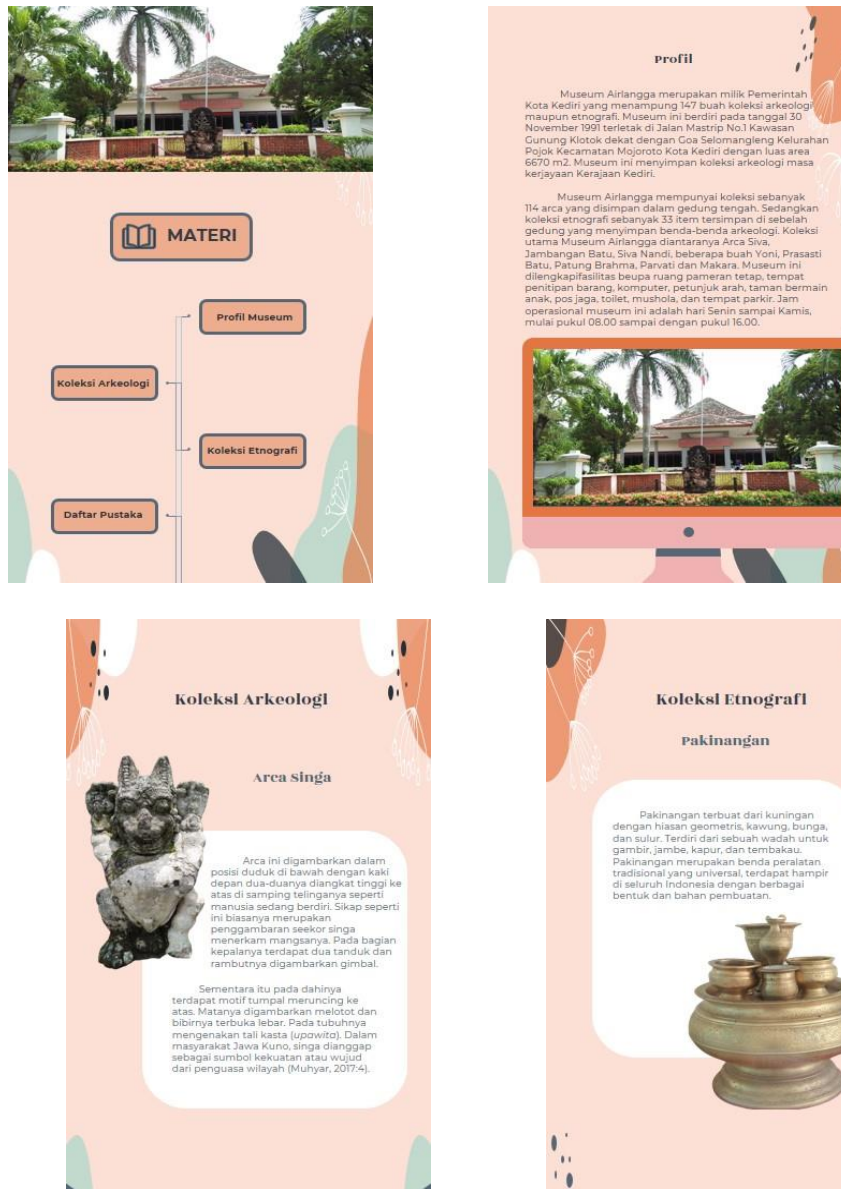 MATERI
Profil Museum
Koleksi Arkeologi
Koleksi Etnografi
Daftar Pustaka
Profil
Museum Airlangga merupakan milik Pemerintah
Kota Kediri yang menampung 147 buah koleksi arkeologi
maupun etnografi. Museum ini berdiri pada tanggal 30
November 1991 terletak di Jalan Mastrip No.1 Kawasan
Gunung Klotok dekat dengan Goa Selomangleng Kelurahan
Pojok Kecamatan Mojoroto Kota Kediri dengan luas area
6670 m2. Museum ini menyimpan koleksi arkeologi masa
kerjayaan Kerajaan Kediri.
Museum Airlangga mempunyai koleksi sebanyak
114 arca yang disimpan dalam gedung tengah. Sedangkan
koleksi etnografi sebanyak 33 item tersimpan di sebelah
gedung yang menyimpan benda-benda arkeologi. Koleksi
utama Museum Airlangga diantaranya Arca Siva,
Jambangan Batu, Siva Nandi, beberapa buah Yoni, Prasasti
Batu, Patung Brahma, Parvati dan Makara. Museum ini
dilengkapifasilitas beupa ruang pameran tetap, tempat
penitipan barang, komputer, petunjuk arah, taman bermain
anak, pos jaga, toilet, mushola, dan tempat parkir. Jam
operasional museum ini adalah hari Senin sampai Kamis,
mulai pukul 08.00 sampai dengan pukul 16.00.
Koleksi Arkeologi
Arca Singa
Arca ini digambarkan dalam
posisi duduk di bawah dengan kaki
depan dua-duanya diangkat tinggi ke
atas di samping telinganya seperti
manusia sedang berdiri. Sikap seperti
ini biasanya merupakan
penggambaran seekor singa
menerkam mangsanya. Pada bagian
kepalanya terdapat dua tanduk dan
rambutnya digambarkan gimbal.
Sementara itu pada dahinya
terdapat motif tumpal meruncing ke
atas. Matanya digambarkan melotot dan
bibirnya terbuka lebar. Pada tubuhnya
mengenakan tali kasta (upawita). Dalam
masyarakat Jawa Kuno, singa dianggap
sebagai sumbol kekuatan atau wujud
dari penguasa wilayah (Muhyar, 2017:4).
Koleksi Etnografi
Pakinangan
Pakinangan terbuat dari kuningan
dengan hiasan geometris, kawung, bunga,
dan sulur. Terdiri dari sebuah wadah untuk
gambir, jambe, kapur, dan tembakau.
Pakinangan merupakan benda peralatan
tradisional yang universal, terdapat hampir
di seluruh Indonesia dengan berbagai
bentuk dan bahan pembuatan.